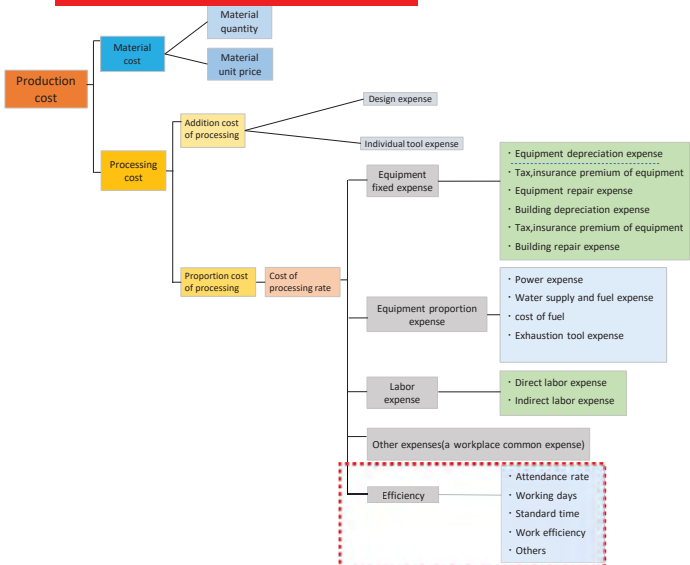 Production
cost
Material
cost
Material
quantity
Material
unit price
Processing
cost
Addition cost
of processing
Design expense
Individual tool expense
Proportion cost
of processing
Cost of
processing rate
Equipment
fixed expense
・Equipment depreciation expense
・Tax,insurance premium of equipment
・Equipment repair expense
・Building depreciation expense
・Tax,insurance premium of equipment
・Building repair expense
Equipment proportion
expense
・Power expense
・Water supply and fuel expense
・cost of fuel
・Exhaustion tool expense
Labor
expense
・Direct labor expense
・Indirect labor expense
Other expenses(a workplace common expense)
Efficiency
・Attendance rate
・Working days
・Standard time
・Work efficiency
・Others